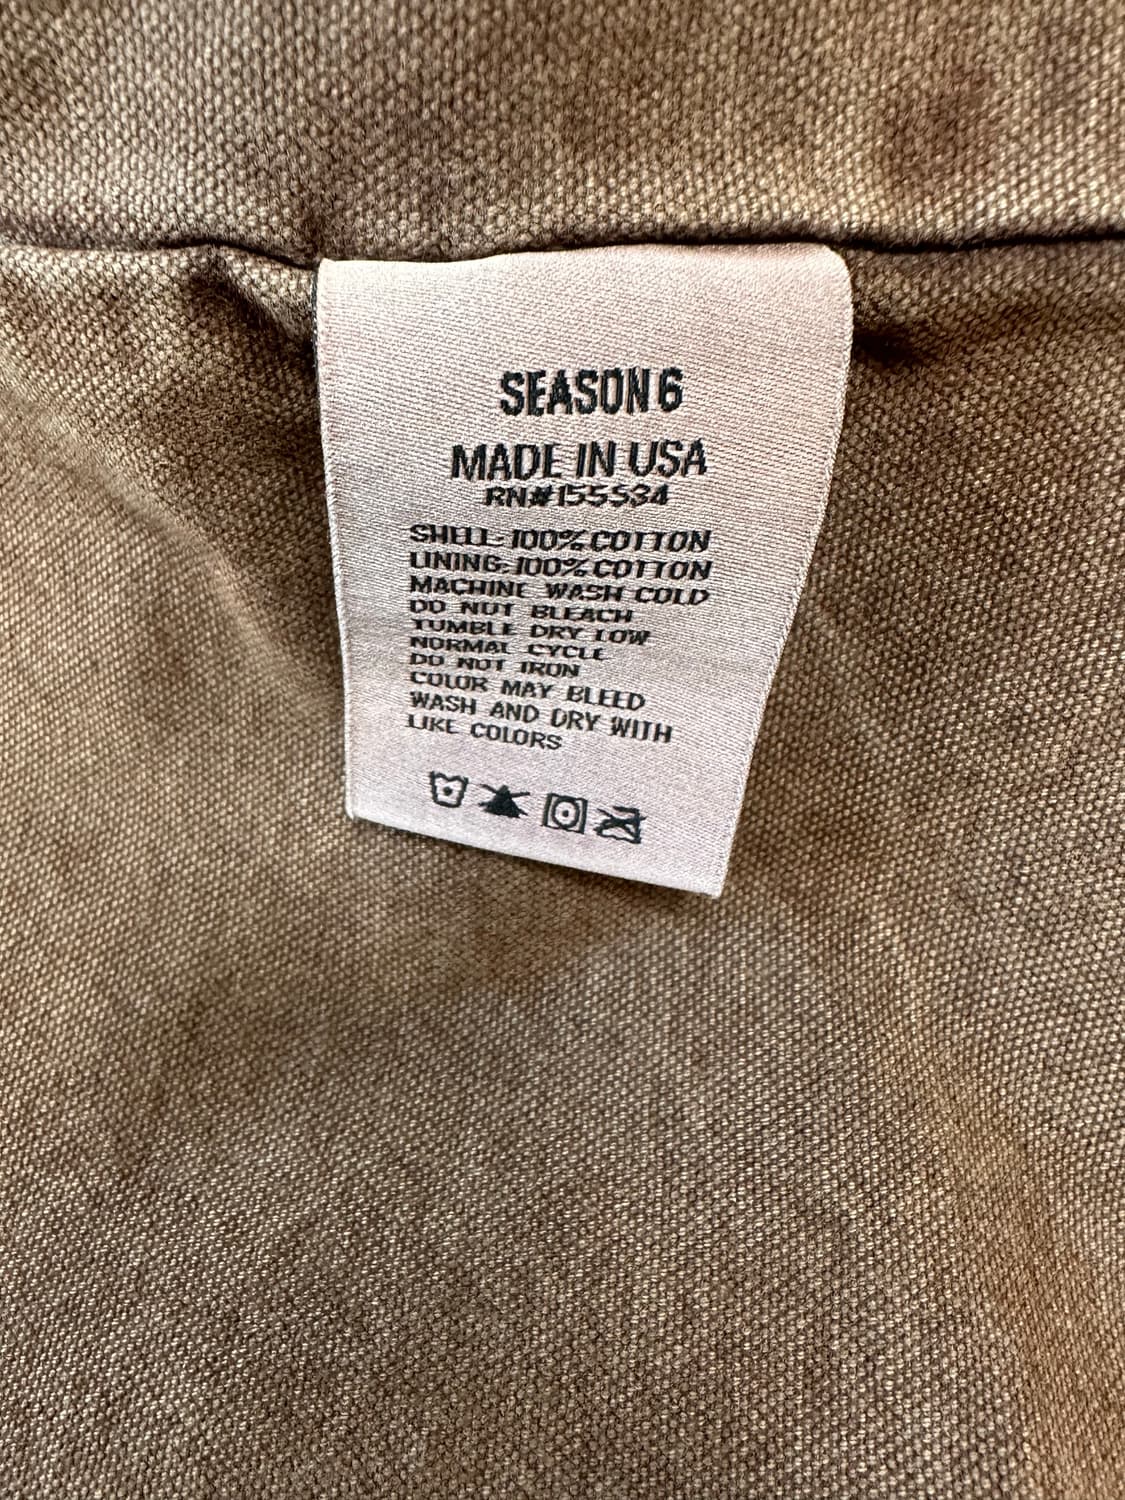 SEASON 6
MADE IN USA
RN#155534
SHELL: 100% COTTON
LINING: 100% COTTON
MACHINE WASH COLD
DO NOT BLEACH
TUMBLE DRY LOW
NORMAL CYCLE
DO NOT IRON
COLOR MAY BLEED
WASH AND DRY WITH
LIKE COLORS